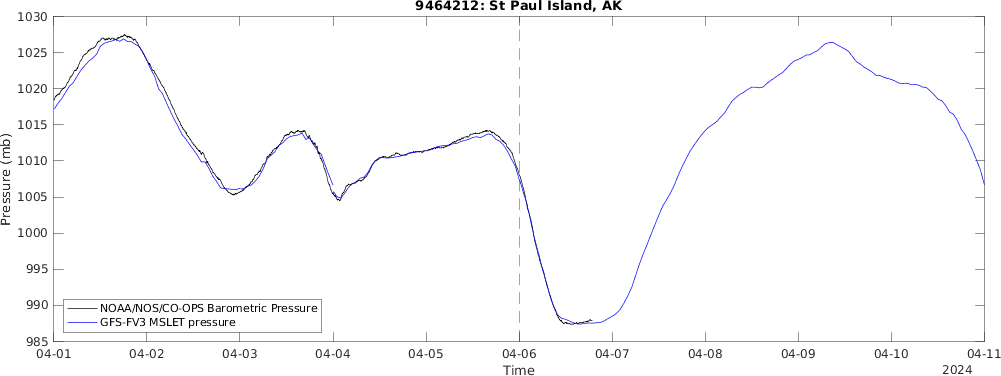 9464212: St Paul Island, AK
1030
1025
1020
1015
1010
1005
1000
995
990
985
Pressure (mb)
NOAA/NOS/CO-OPS Barometric Pressure
GFS-FV3 MSLET pressure
04-01 04-02 04-03 04-04 04-05 04-06 04-07 04-08 04-09 04-10 04-11
Time
2024